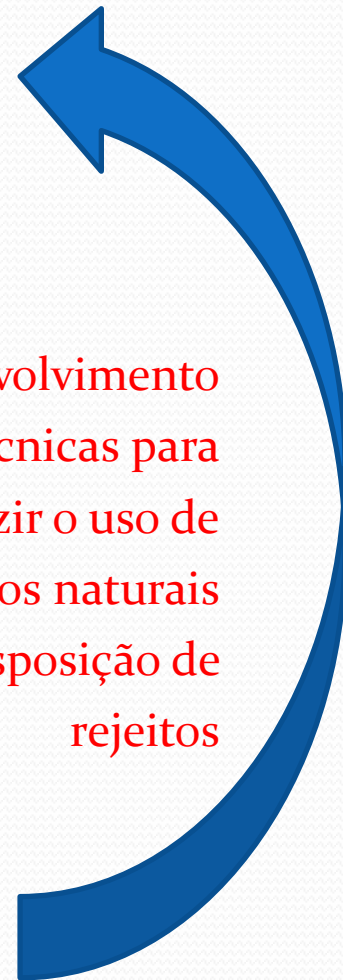 volvimento
cnicas para
zir o uso de
os naturais
sposição de
rejeitos